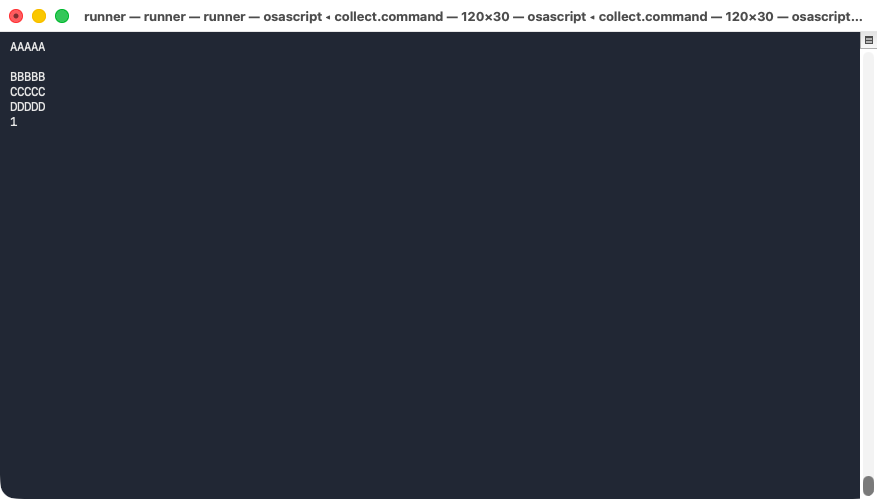 runner — runner — runner — osascript ◂ collect.command — 120×30 — osascript ◂ collect.command — 120×30 — osascript...
AAAAA
BBBBB
CCCCC
DDDDD
1